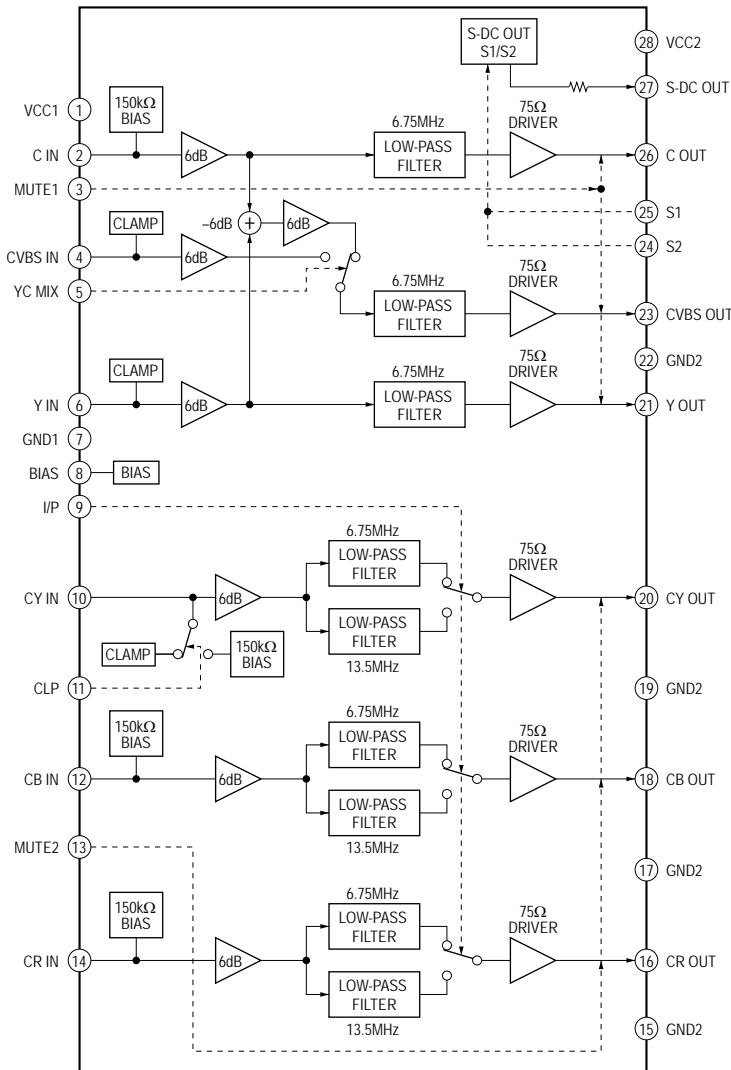 S-DC OUT
S1/S2
28 VCC2
27 S-DC OUT
150kΩ
BIAS
VCC1 1
6.75MHz
75Ω
DRIVER
C IN 2
6dB
LOW-PASS
FILTER
26 C OUT
MUTE1 3
–6dB
+
6dB
25 S1
CLAMP
24 S2
CVBS IN 4
6dB
YC MIX 5
6.75MHz
75Ω
DRIVER
LOW-PASS
FILTER
23 CVBS OUT
22 GND2
CLAMP
6.75MHz
75Ω
DRIVER
Y IN 6
6dB
LOW-PASS
FILTER
21 Y OUT
GND1 7
BIAS 8
BIAS
I/P 9
6.75MHz
LOW-PASS
FILTER
75Ω
DRIVER
CY IN 10
6dB
20 CY OUT
LOW-PASS
FILTER
13.5MHz
CLAMP
150kΩ
BIAS
CLP 11
19 GND2
150kΩ
BIAS
6.75MHz
LOW-PASS
FILTER
75Ω
DRIVER
CB IN 12
6dB
18 CB OUT
LOW-PASS
FILTER
13.5MHz
MUTE2 13
17 GND2
150kΩ
BIAS
6.75MHz
LOW-PASS
FILTER
75Ω
DRIVER
CR IN 14
6dB
16 CR OUT
LOW-PASS
FILTER
13.5MHz
15 GND2